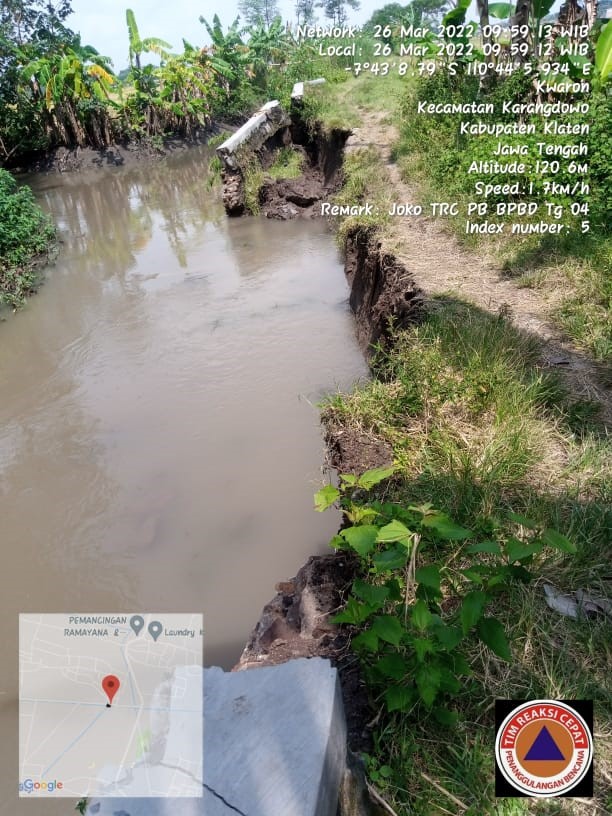 Network: 26 Mar 2022 09.59.13 WIB
Local: 26 Mar 2022 09.59.12 WIB
-7°43'8,79"S 110°44'5,934"E
Kwaron
Kecamatan Karangdowo
Kabupaten Klaten
Jawa Tengah
Altitude:120.6m
Speed:1.7km/h
Remark: Joko TRC PB BPBD Tg 04
Index number: 5
PEMANCINGAN
RAMAYANA &
Laundry K
Google
TIM REAKSI CEPAT
PENANGGULANGAN BENCANA